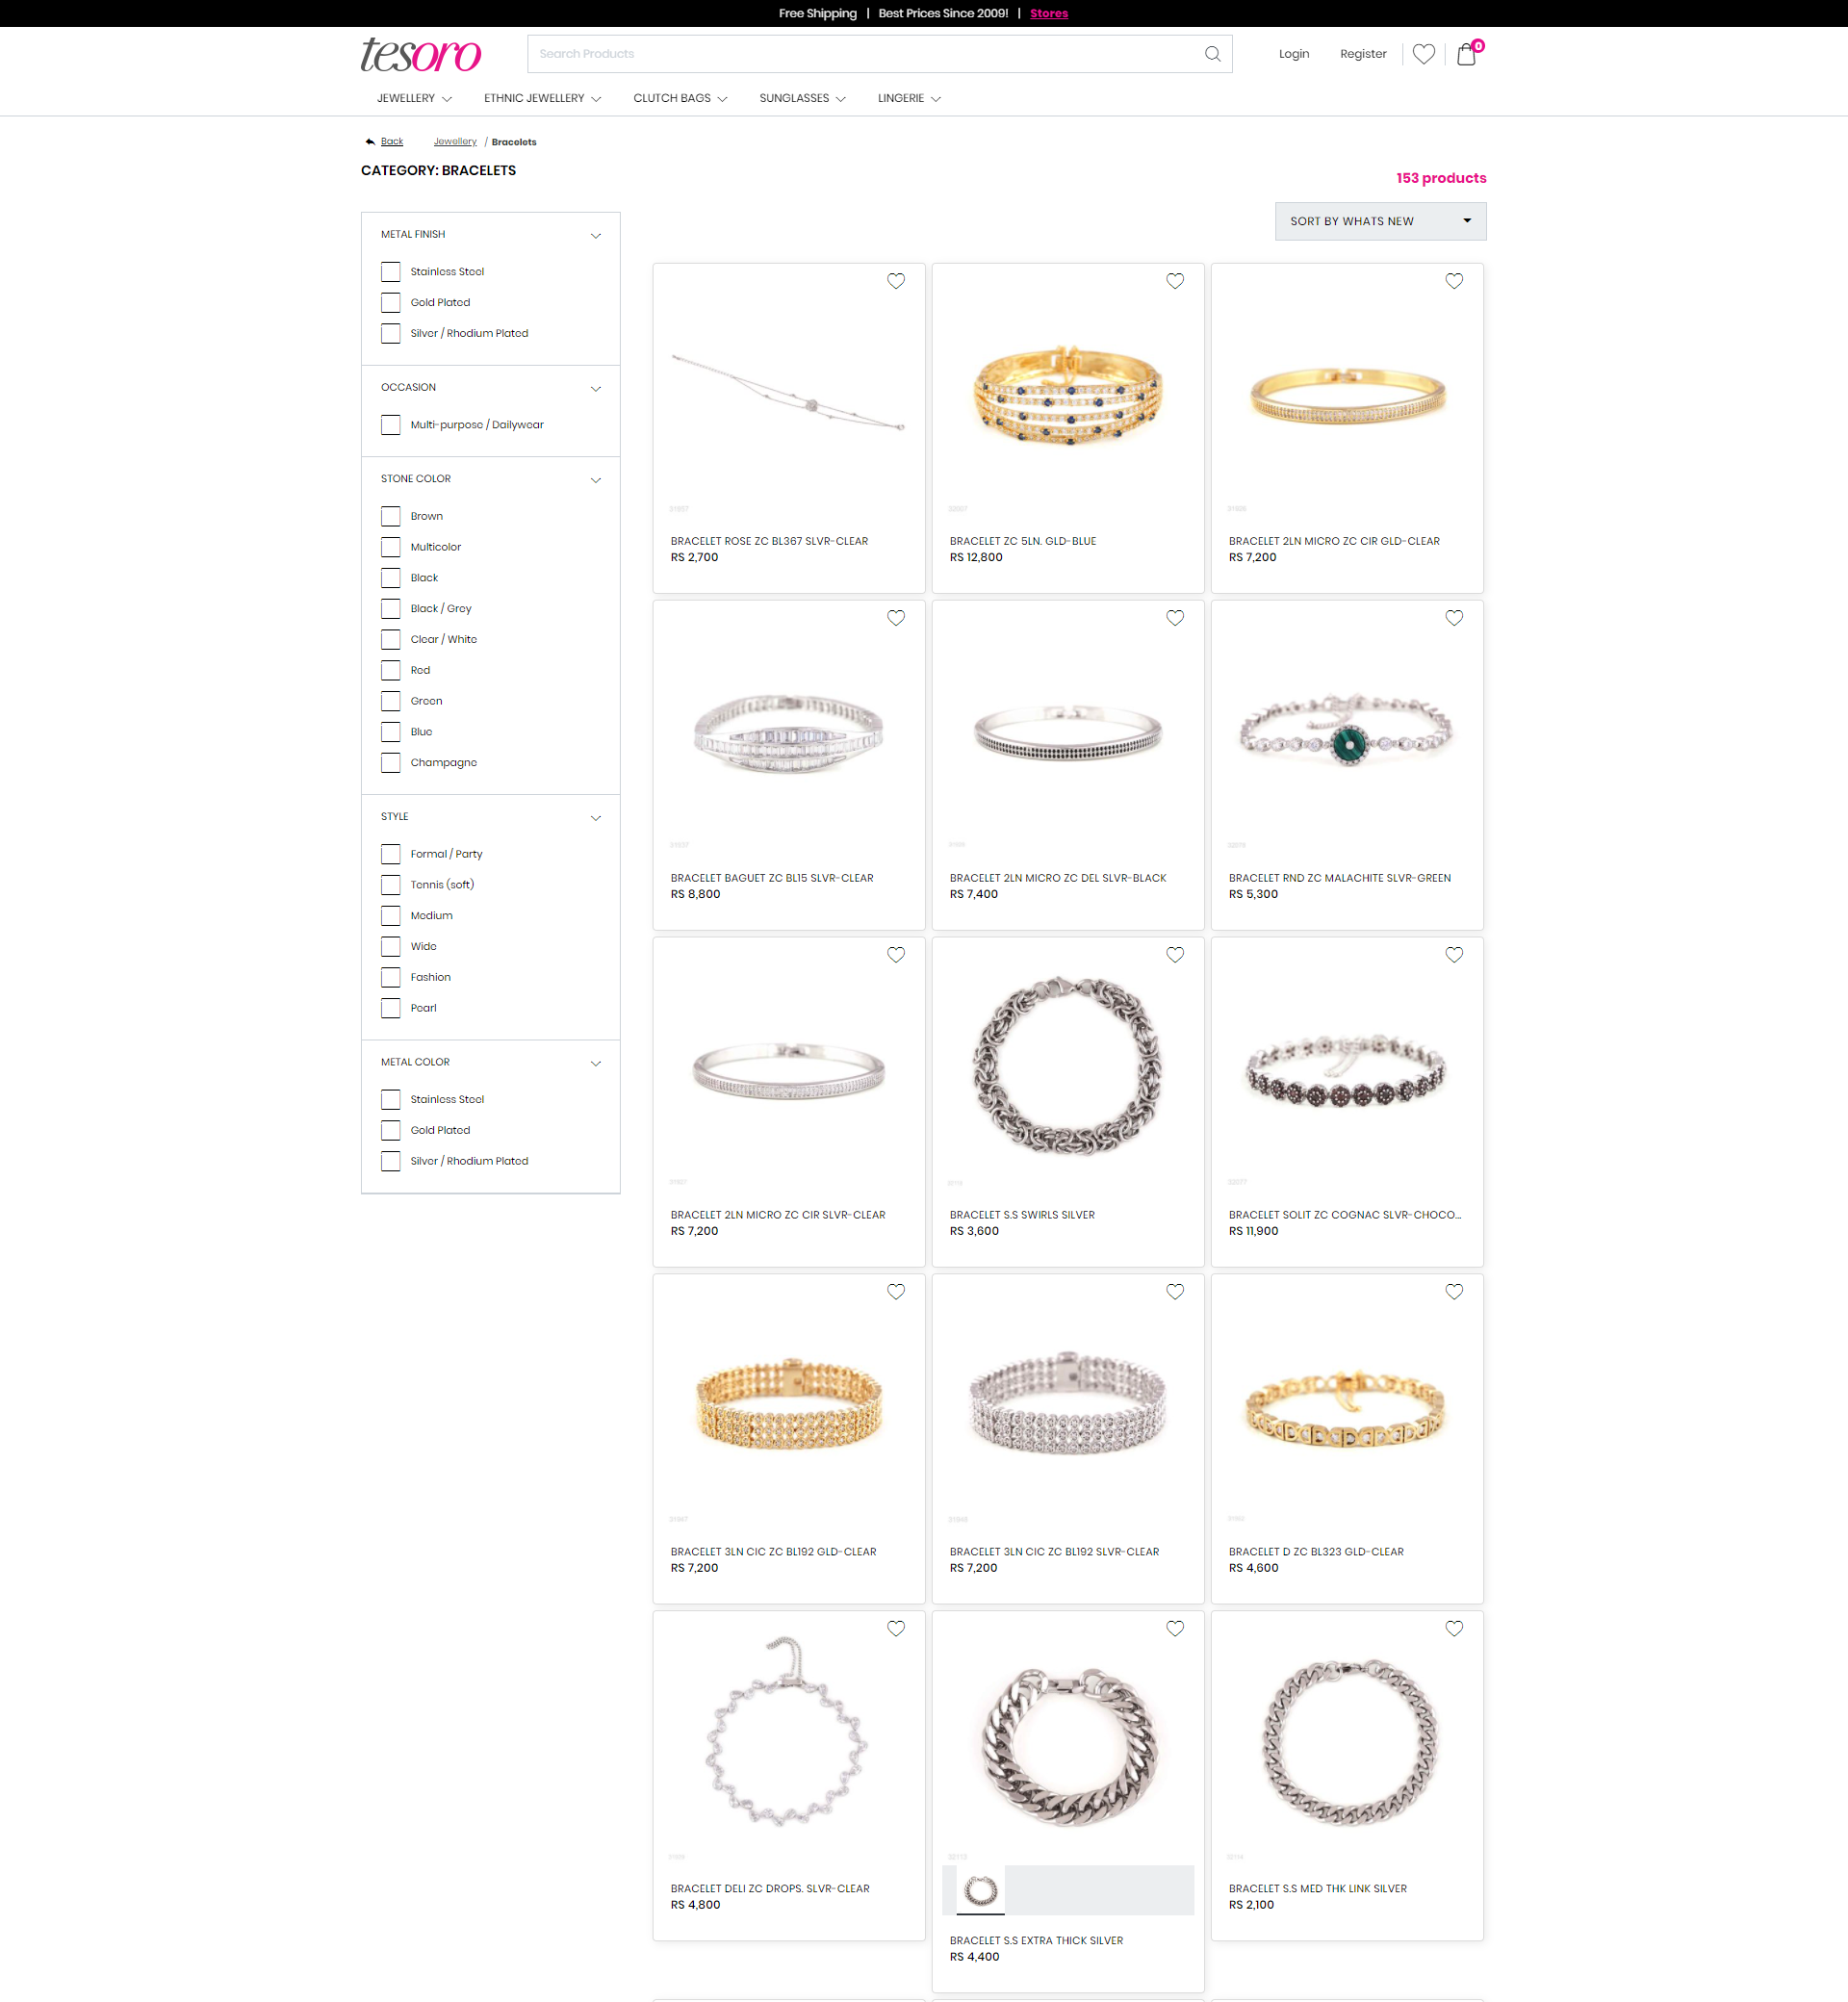 Free Shipping | Best Prices Since 2009! | Stores
tesoro
Search Products
Login
Register
0
JEWELLERY
ETHNIC JEWELLERY
CLUTCH BAGS
SUNGLASSES
LINGERIE
Back
Jewellery / Bracelets
CATEGORY: BRACELETS
153 products
SORT BY WHATS NEW
METAL FINISH
Stainless Steel
Gold Plated
Silver / Rhodium Plated
OCCASION
Multi-purpose / Dailywear
STONE COLOR
Brown
Multicolor
Black
Black / Grey
Clear / White
Red
Green
Blue
Champagne
STYLE
Formal / Party
Tennis (soft)
Medium
Wide
Fashion
Pearl
METAL COLOR
Stainless Steel
Gold Plated
Silver / Rhodium Plated
BRACELET ROSE ZC BL367 SLVR-CLEAR
RS 2,700
BRACELET ZC 5LN. GLD-BLUE
RS 12,800
BRACELET 2LN MICRO ZC CIR GLD-CLEAR
RS 7,200
BRACELET BAGUET ZC BL15 SLVR-CLEAR
RS 8,800
BRACELET 2LN MICRO ZC DEL SLVR-BLACK
RS 7,400
BRACELET RND ZC MALACHITE SLVR-GREEN
RS 5,300
BRACELET 2LN MICRO ZC CIR SLVR-CLEAR
RS 7,200
BRACELET S.S SWIRLS SILVER
RS 3,600
BRACELET SOLIT ZC COGNAC SLVR-CHOCO...
RS 11,900
BRACELET 3LN CIC ZC BL192 GLD-CLEAR
RS 7,200
BRACELET 3LN CIC ZC BL192 SLVR-CLEAR
RS 7,200
BRACELET D ZC BL323 GLD-CLEAR
RS 4,600
BRACELET DELI ZC DROPS. SLVR-CLEAR
RS 4,800
BRACELET S.S EXTRA THICK SILVER
RS 4,400
BRACELET S.S MED THK LINK SILVER
RS 2,100